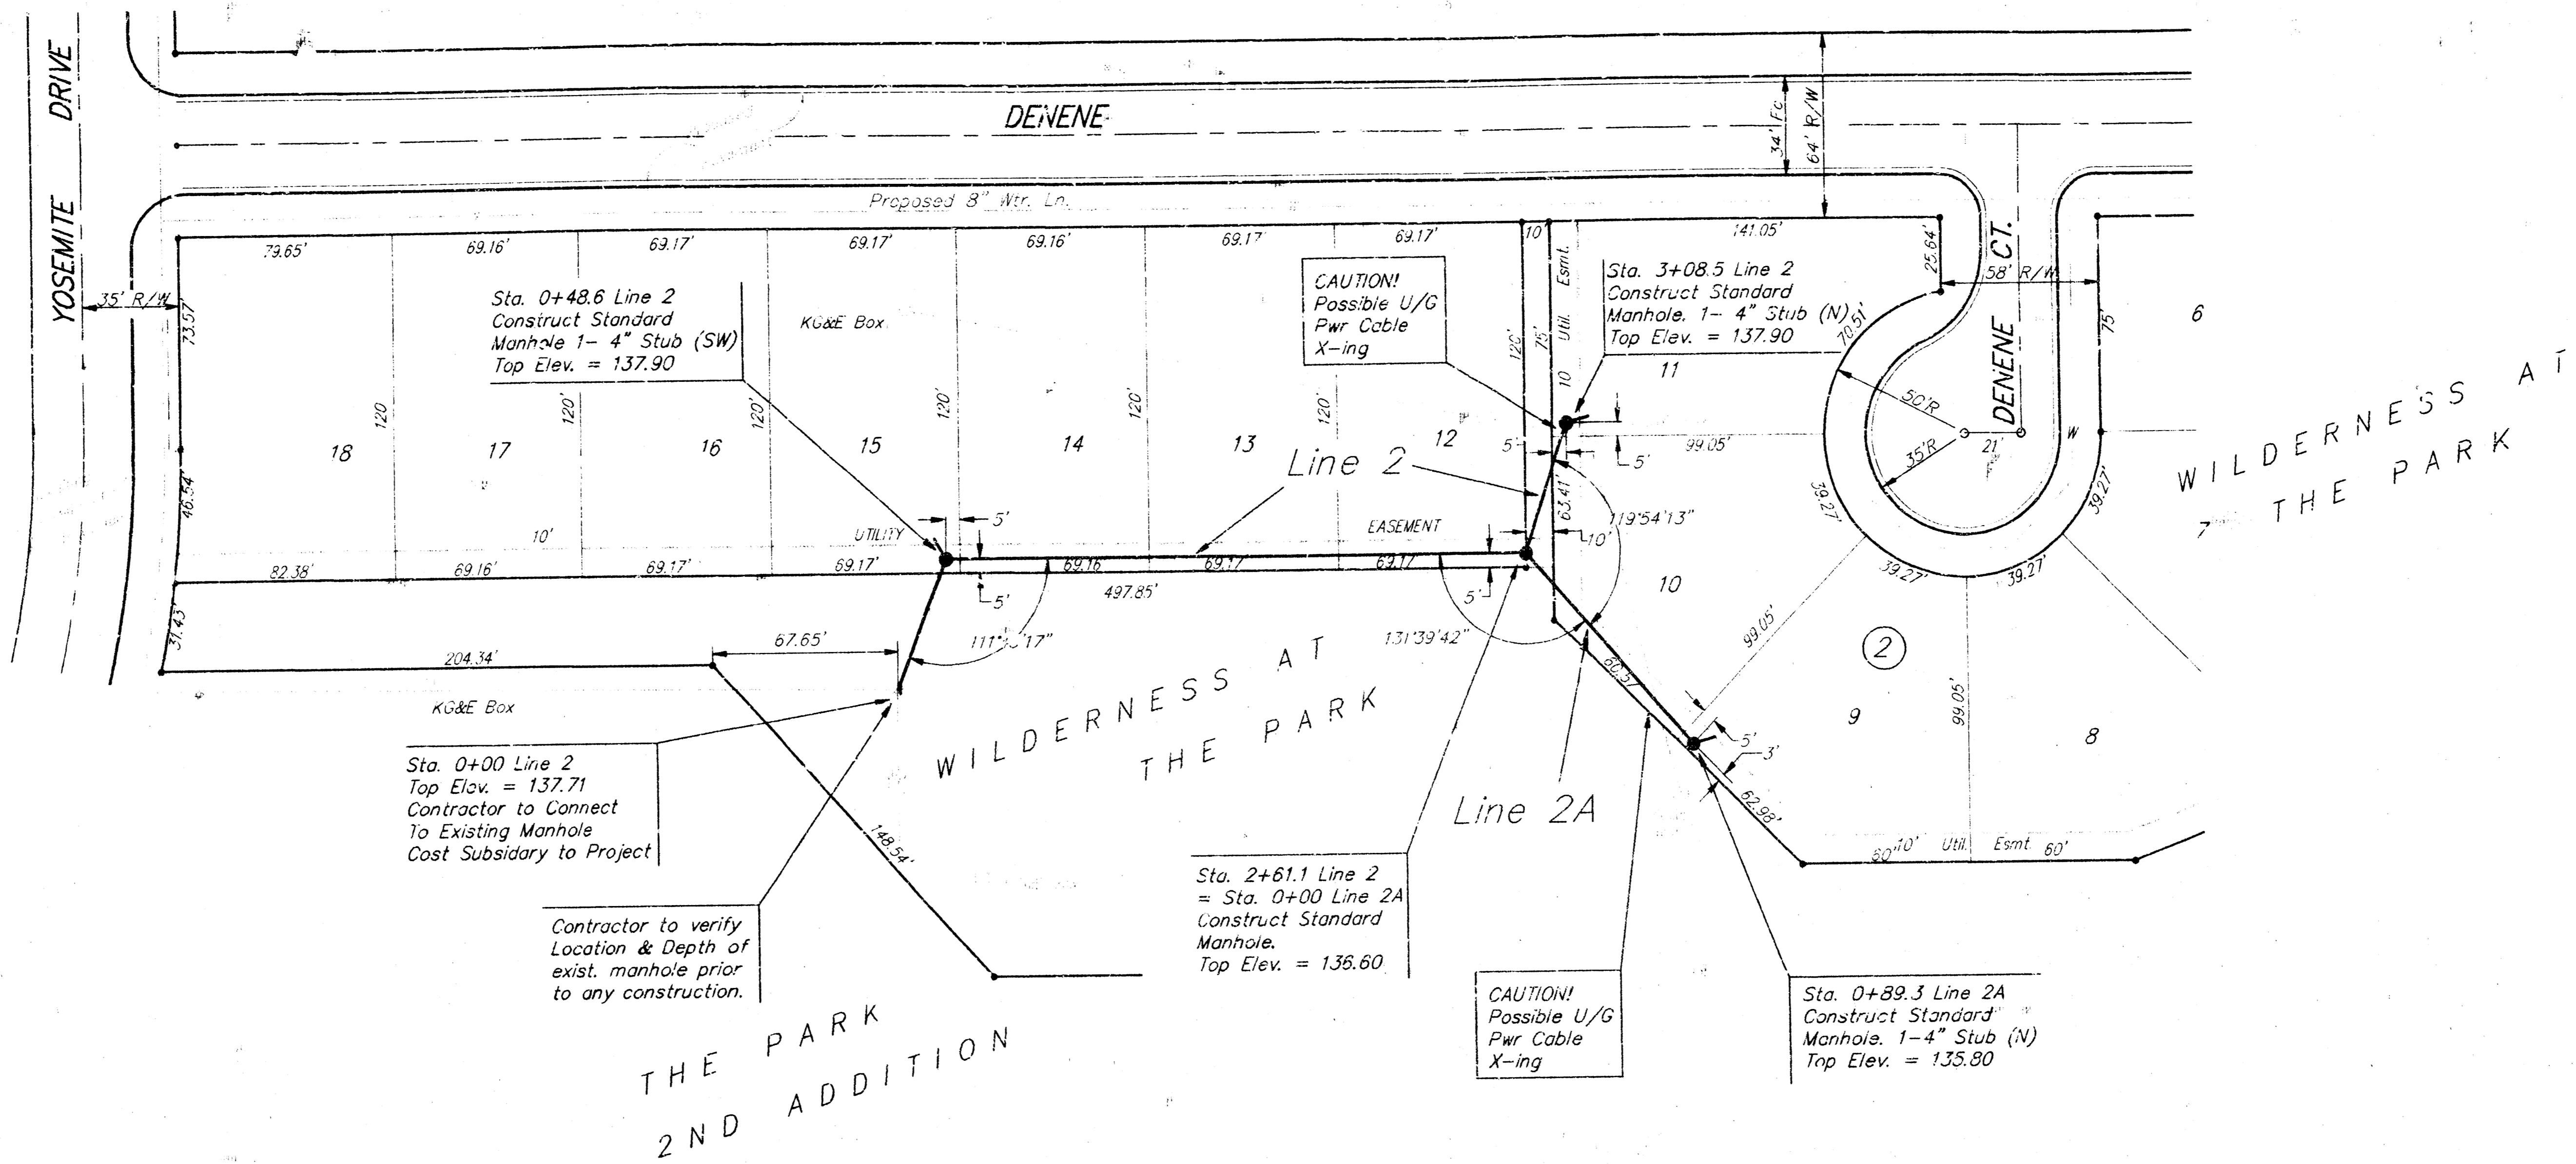 YOSEMITE DRIVE
DENENE
34' Fc
64' R/W
Proposed 8" Wtr. Ln.
79.65'
69.16'
69.17'
69.17'
69.16'
69.17'
69.17'
10'
141.05'
25.64'
58' R/W
35' R/W
73.57'
46.54'
31.43'
Sta. 0+48.6 Line 2
Construct Standard
Manhole 1- 4" Stub (SW)
Top Elev. = 137.90
KG&E Box
CAUTION!
Possible U/G
Pwr Cable
X-ing
120'
75'
10 Util Esmt.
Sta. 3+08.5 Line 2
Construct Standard
Manhole. 1- 4" Stub (N)
Top Elev. = 137.90
70.51'
DENENE CT.
75'
6
11
50'R
35'R
21'
W
WILDERNESS AT
THE PARK
7
120
120'
120'
120'
120'
120'
18
17
16
15
14
13
12
Line 2
5'
5'
99.05'
63.41'
119°54'13"
10'
39.27'
39.27'
39.27'
39.27'
10'
UTILITY
EASEMENT
5'
5'
5'
82.38'
69.16'
69.17'
69.17'
69.16'
69.17'
69.17'
497.85'
10
67.65'
204.34'
131°39'42"
60.57
99.05'
2
99.05'
9
8
KG&E Box
WILDERNESS AT
THE PARK
Sta. 0+00 Line 2
Top Elev. = 137.71
Contractor to Connect
To Existing Manhole
Cost Subsidary to Project
148.54'
Line 2A
5'
3'
62.98'
60'
10' Util. Esmt.
60'
Contractor to verify
Location & Depth of
exist. manhole prior
to any construction.
Sta. 2+61.1 Line 2
= Sta. 0+00 Line 2A
Construct Standard
Manhole.
Top Elev. = 136.60
CAUTION!
Possible U/G
Pwr Cable
X-ing
Sta. 0+89.3 Line 2A
Construct Standard
Manhole. 1-4" Stub (N)
Top Elev. = 135.80
THE PARK
2ND ADDITION